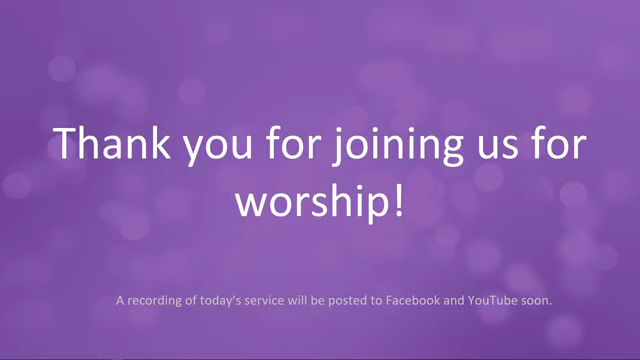 Thank you for joining us for
worship!
A recording of today’s service will be posted to Facebook and YouTube soon.